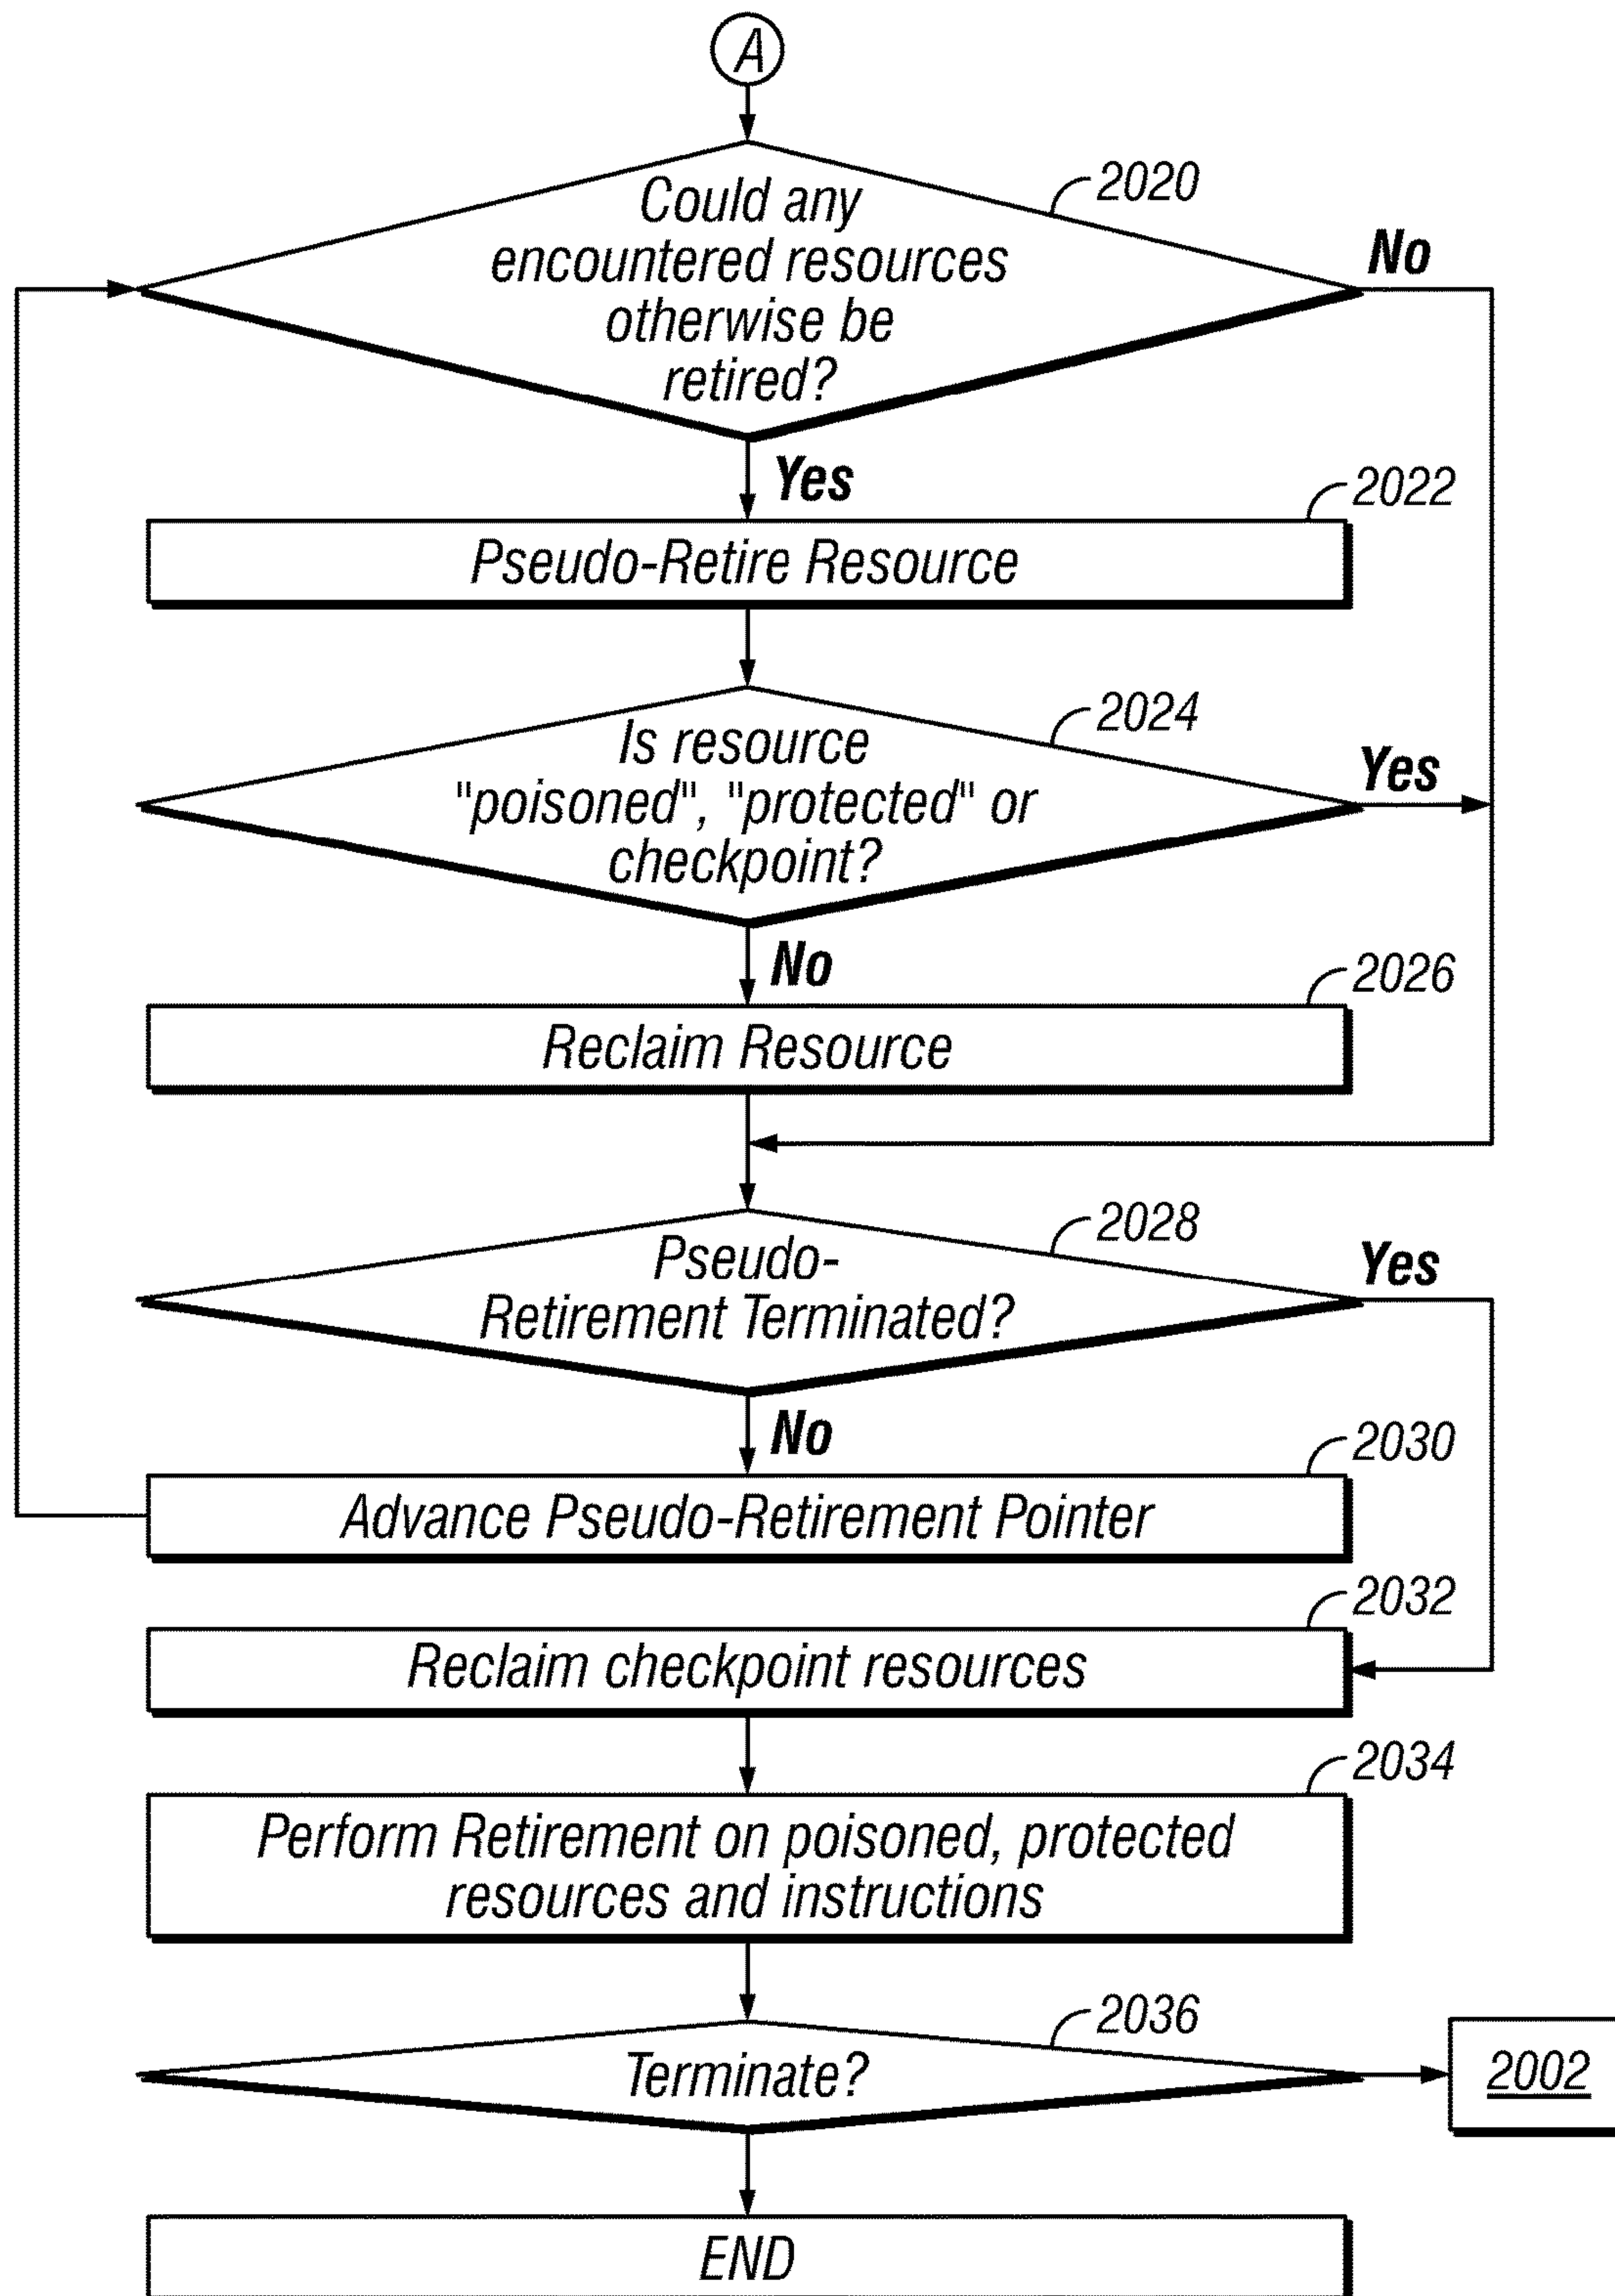 A
2020
Could any
encountered resources
otherwise be
retired?
No
Yes
2022
Pseudo-Retire Resource
2024
Is resource
"poisoned", "protected" or
checkpoint?
Yes
No
2026
Reclaim Resource
2028
Pseudo-
Retirement Terminated?
Yes
No
2030
Advance Pseudo-Retirement Pointer
2032
Reclaim checkpoint resources
2034
Perform Retirement on poisoned, protected
resources and instructions
2036
Terminate?
2002
END